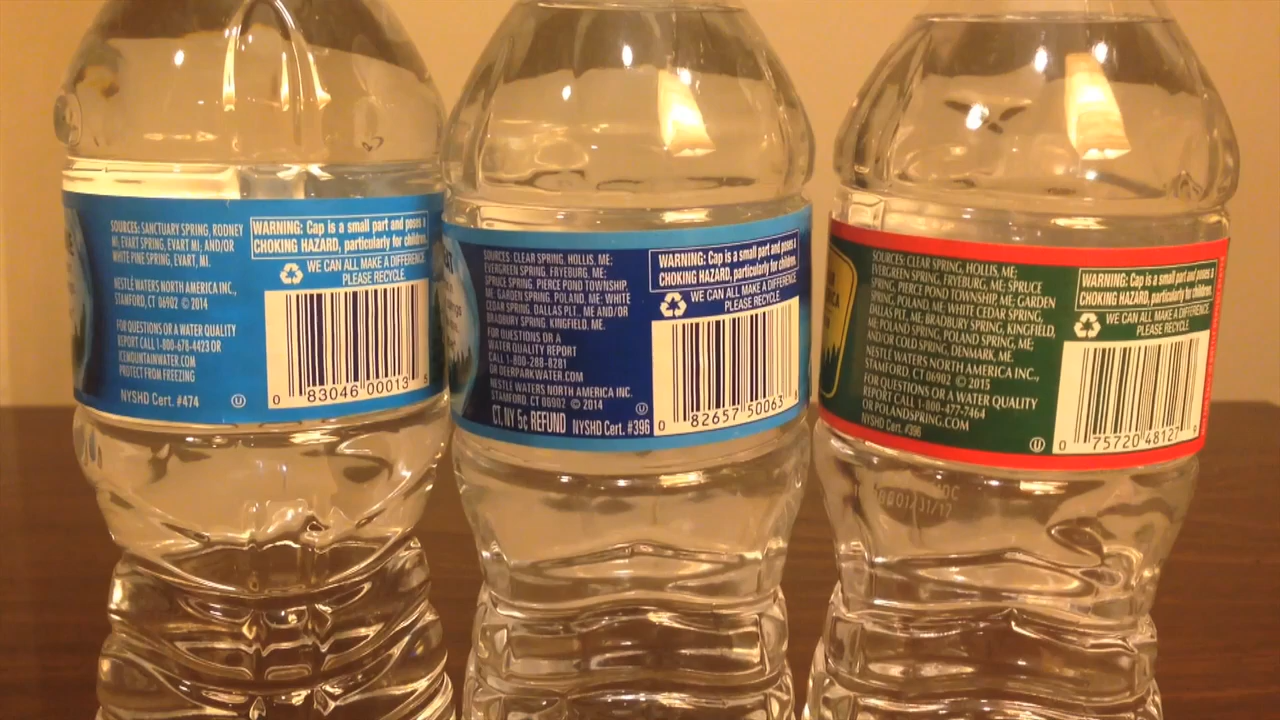 SOURCES: SANCTUARY SPRING, RODNEY
MI, EVART SPRING, EVART MI; AND/OR
WHITE PINE SPRING, EVART, MI.
NESTLÉ WATERS NORTH AMERICA INC.,
STAMFORD, CT 06902 © 2014
FOR QUESTIONS OR A WATER QUALITY
REPORT CALL 1-800-678-4423 OR
ICEMOUNTAINWATER.COM
PROTECT FROM FREEZING
NYSHD Cert. #474
U
WARNING: Cap is a small part and poses a
CHOKING HAZARD, particularly for children.
WE CAN ALL MAKE A DIFFERENCE.
PLEASE RECYCLE.
0 83046 00013 5
SOURCES: CLEAR SPRING, HOLLIS, ME;
EVERGREEN SPRING, FRYEBURG, ME;
SPRUCE SPRING, PIERCE POND TOWNSHIP,
ME; GARDEN SPRING, POLAND, ME; WHITE
CEDAR SPRING, DALLAS PLT., ME AND/OR
BRADBURY SPRING, KINGFIELD, ME.
FOR QUESTIONS OR A
WATER QUALITY REPORT
CALL 1-800-288-8281
OR DEERPARKWATER.COM
NESTLÉ WATERS NORTH AMERICA INC.
STAMFORD, CT 06902 © 2014
CT, NY 5¢ REFUND NYSHD Cert. #396
U
WARNING: Cap is a small part and poses a
CHOKING HAZARD, particularly for children.
WE CAN ALL MAKE A DIFFERENCE
PLEASE RECYCLE.
0 82657 50063
SOURCES: CLEAR SPRING, HOLLIS, ME;
EVERGREEN SPRING, FRYEBURG, ME; SPRUCE
SPRING, PIERCE POND TOWNSHIP, ME; GARDEN
SPRING, POLAND, ME; WHITE CEDAR SPRING,
DALLAS PLT., ME; BRADBURY SPRING, KINGFIELD,
ME; POLAND SPRING, POLAND SPRING, ME;
AND/OR COLD SPRING, DENMARK, ME.
NESTLÉ WATERS NORTH AMERICA INC.,
STAMFORD, CT 06902 © 2015
FOR QUESTIONS OR A WATER QUALITY
REPORT CALL 1-800-477-7464
OR POLANDSPRING.COM
NYSHD Cert. #396
U
WARNING: Cap is a small part and poses a
CHOKING HAZARD, particularly for children.
WE CAN ALL MAKE A DIFFERENCE
PLEASE RECYCLE.
0 75720 48127 9